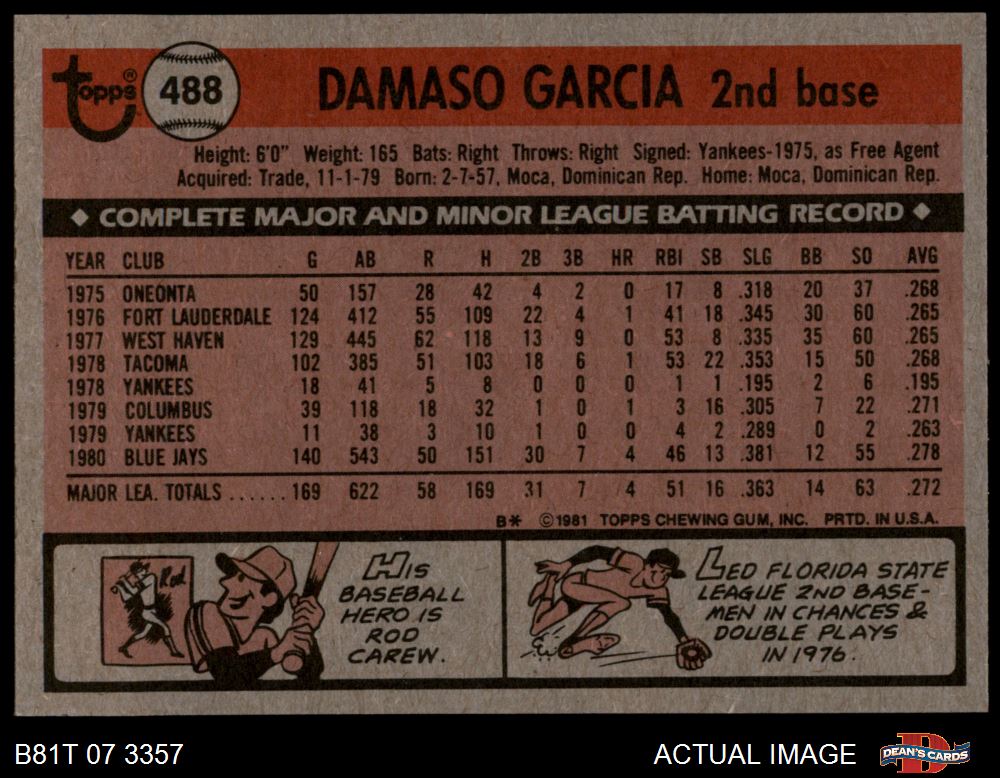 Topps® 488 DAMASO GARCIA 2nd base
Height: 6'0" Weight: 165 Bats: Right Throws: Right Signed: Yankees-1975, as Free Agent
Acquired: Trade, 11-1-79 Born: 2-7-57, Moca, Dominican Rep. Home: Moca, Dominican Rep.
◆ COMPLETE MAJOR AND MINOR LEAGUE BATTING RECORD ◆
YEAR CLUB G AB R H 2B 3B HR RBI SB SLG BB SO AVG
1975 ONEONTA 50 157 28 42 4 2 0 17 8 .318 20 37 .268
1976 FORT LAUDERDALE 124 412 55 109 22 4 1 41 18 .345 30 60 .265
1977 WEST HAVEN 129 445 62 118 13 9 0 53 8 .335 35 60 .265
1978 TACOMA 102 385 51 103 18 6 1 53 22 .353 15 50 .268
1978 YANKEES 18 41 5 8 0 0 0 1 1 .195 2 6 .195
1979 COLUMBUS 39 118 18 32 1 0 1 3 16 .305 7 22 .271
1979 YANKEES 11 38 3 10 1 0 0 4 2 .289 0 2 .263
1980 BLUE JAYS 140 543 50 151 30 7 4 46 13 .381 12 55 .278
MAJOR LEA. TOTALS ...... 169 622 58 169 31 7 4 51 16 .363 14 63 .272
B* ©1981 TOPPS CHEWING GUM, INC. PRTD. IN U.S.A.
Rod
HIS
BASEBALL
HERO IS
ROD
CAREW.
LED FLORIDA STATE
LEAGUE 2ND BASE-
MEN IN CHANCES &
DOUBLE PLAYS
IN 1976.
B81T 07 3357 ACTUAL IMAGE DEAN'S CARDS